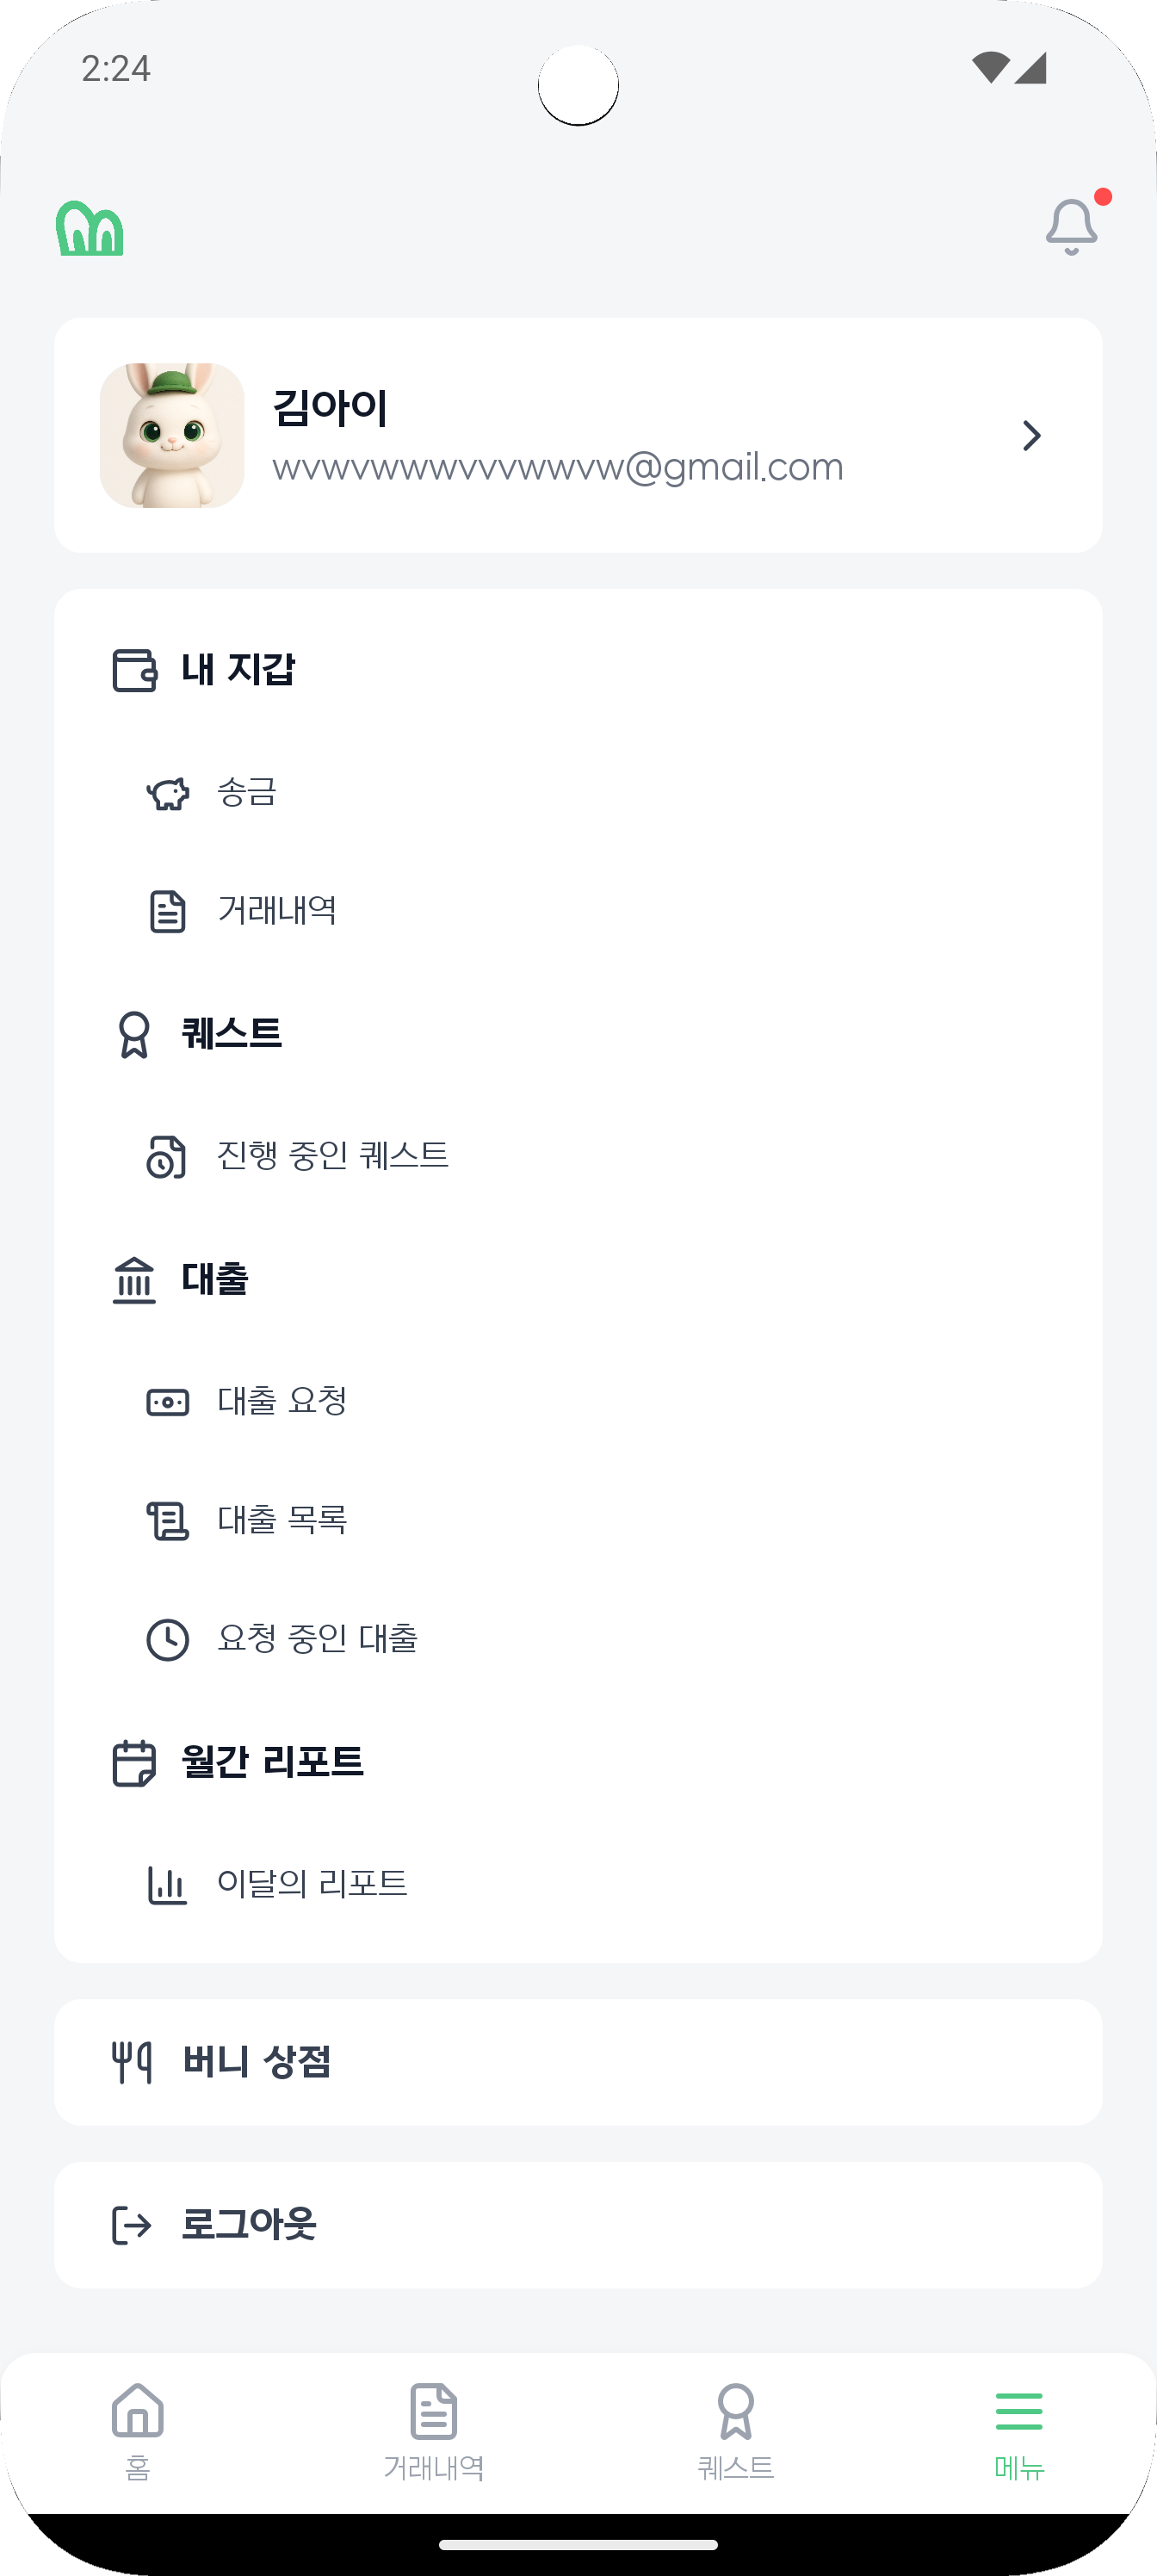 2:24
김아이
wvwvwwwvvvwwvw@gmail.com
내 지갑
송금
거래내역
퀘스트
진행 중인 퀘스트
대출
대출 요청
대출 목록
요청 중인 대출
월간 리포트
이달의 리포트
버니 상점
로그아웃
홈
거래내역
퀘스트
메뉴